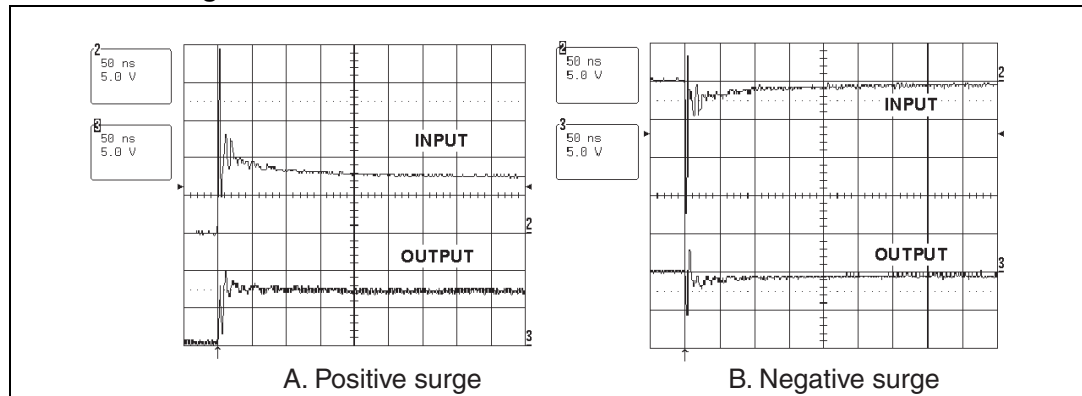 2
50 ns
5.0 V
3
50 ns
5.0 V
INPUT
2
OUTPUT
3
A. Positive surge
2
50 ns
5.0 V
3
50 ns
5.0 V
2
INPUT
OUTPUT
3
B. Negative surge